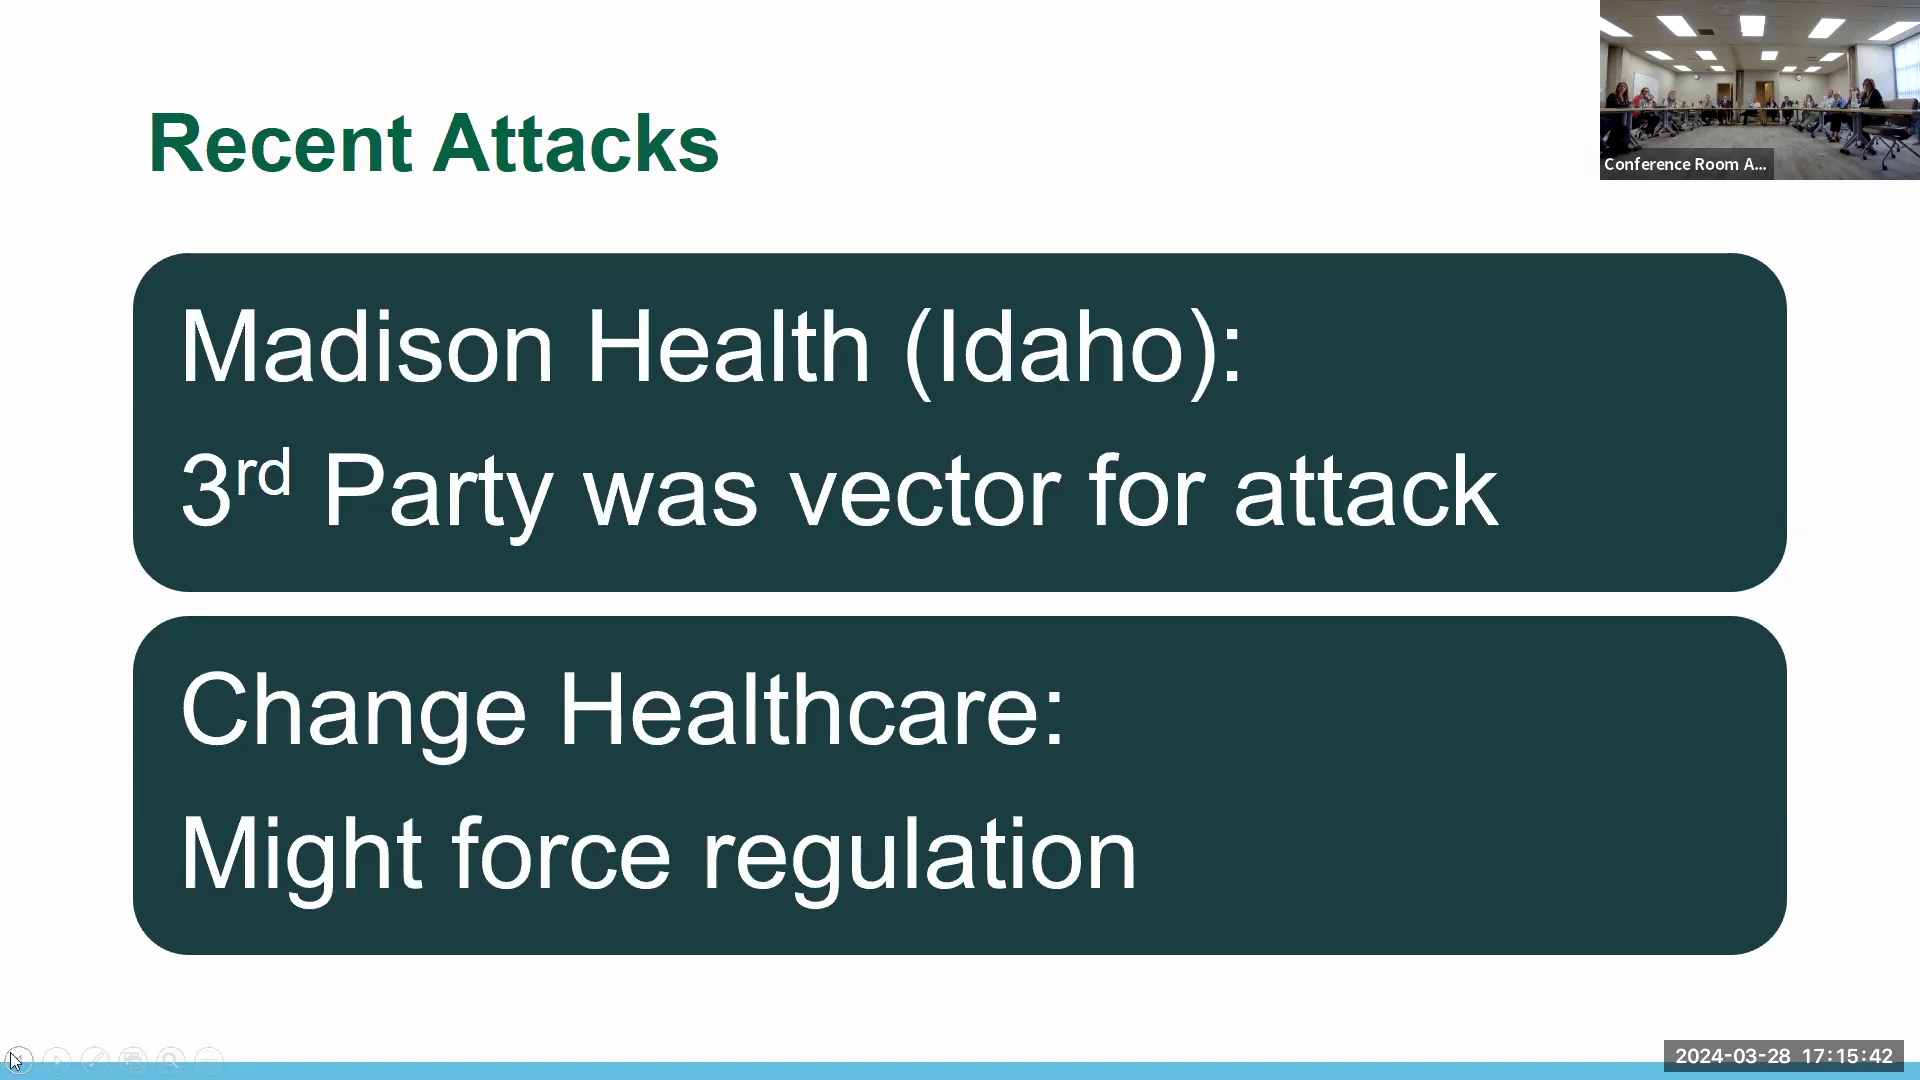 Recent Attacks
Conference Room A...
Madison Health (Idaho):
3rd Party was vector for attack
Change Healthcare:
Might force regulation
2024-03-28 17:15:42